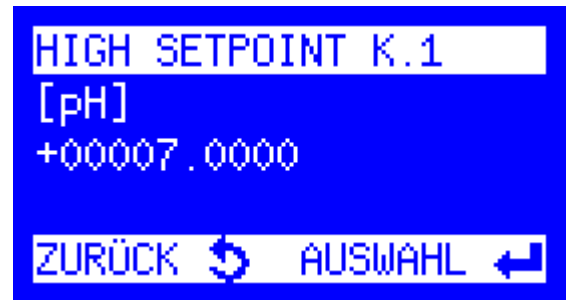 HIGH SETPOINT K.1
[pH]
+00007.0000
ZURÜCK AUSWAHL